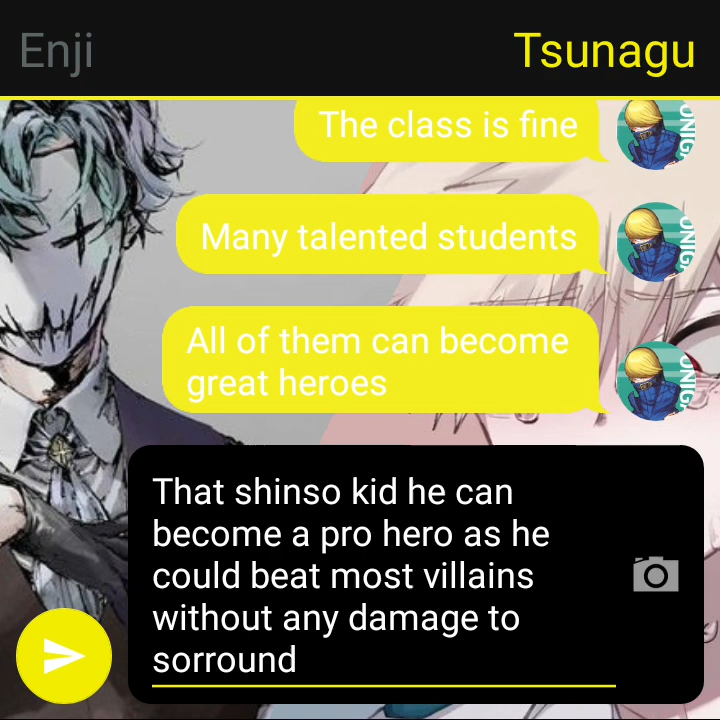 Enji
Tsunagu
The class is fine
Many talented students
All of them can become
great heroes
That shinso kid he can
become a pro hero as he
could beat most villains
without any damage to
sorround